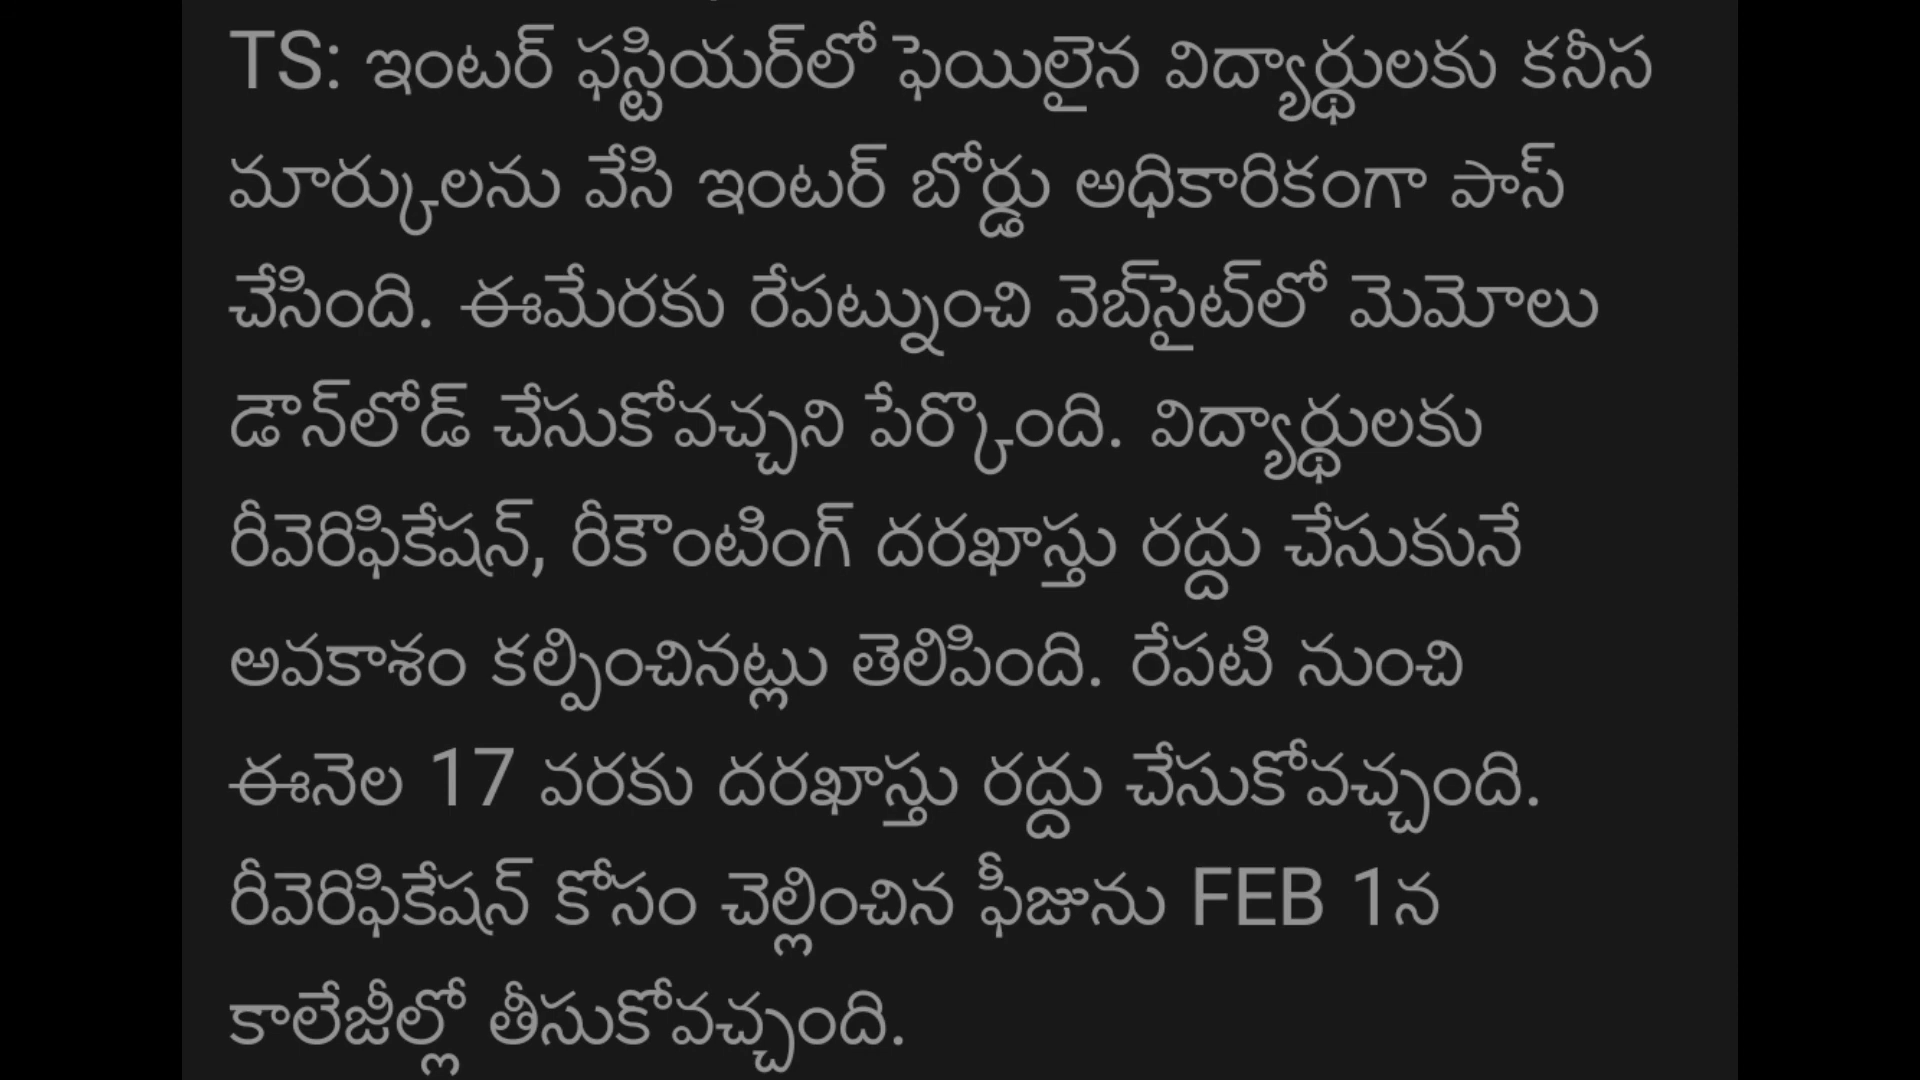 TS: ఇంటర్ ఫస్టియర్‌లో ఫెయిలైన విద్యార్థులకు కనీస
మార్కులను వేసి ఇంటర్ బోర్డు అధికారికంగా పాస్
చేసింది. ఈమేరకు రేపట్నుంచి వెబ్‌సైట్‌లో మెమోలు
డౌన్‌లోడ్ చేసుకోవచ్చని పేర్కొంది. విద్యార్థులకు
రీవెరిఫికేషన్, రీకౌంటింగ్ దరఖాస్తు రద్దు చేసుకునే
అవకాశం కల్పించినట్లు తెలిపింది. రేపటి నుంచి
ఈనెల 17 వరకు దరఖాస్తు రద్దు చేసుకోవచ్చంది.
రీవెరిఫికేషన్ కోసం చెల్లించిన ఫీజును FEB 1న
కాలేజీల్లో తీసుకోవచ్చంది.